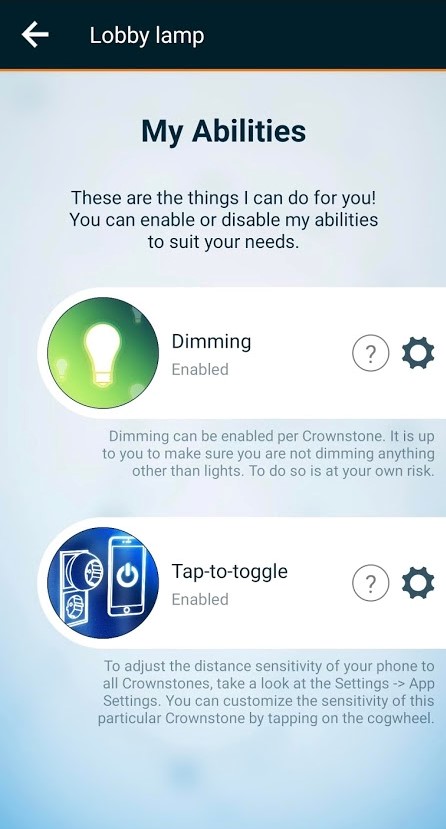 Lobby lamp
My Abilities
These are the things I can do for you!
You can enable or disable my abilities
to suit your needs.
Dimming
Enabled
?
Dimming can be enabled per Crownstone. It is up
to you to make sure you are not dimming anything
other than lights. To do so is at your own risk.
Tap-to-toggle
Enabled
?
To adjust the distance sensitivity of your phone to
all Crownstones, take a look at the Settings -> App
Settings. You can customize the sensitivity of this
particular Crownstone by tapping on the cogwheel.